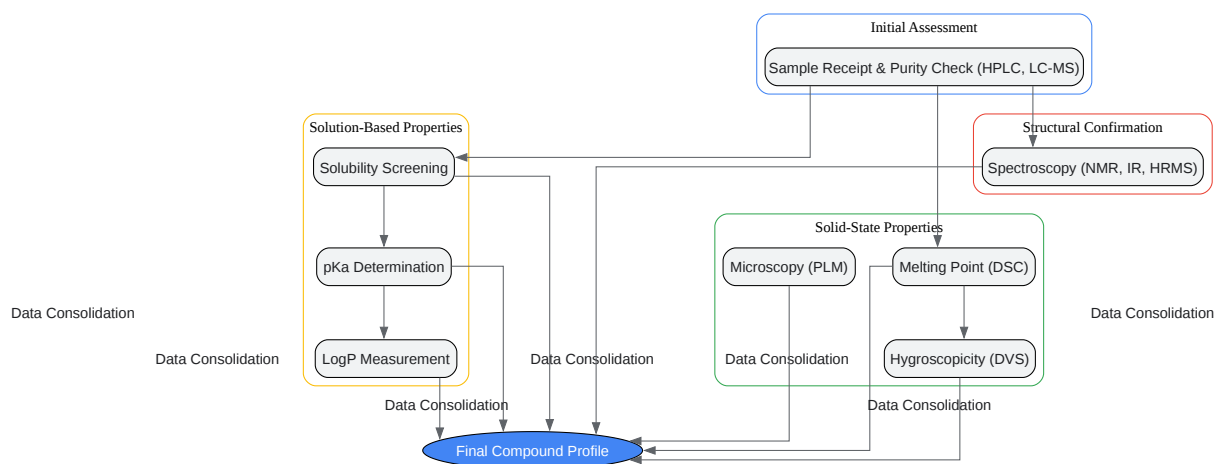 Initial Assessment
Sample Receipt & Purity Check (HPLC, LC-MS)
Solution-Based Properties
Structural Confirmation
Solubility Screening
Spectroscopy (NMR, IR, HRMS)
Solid-State Properties
pKa Determination
Microscopy (PLM)
Melting Point (DSC)
Data Consolidation
Data Consolidation
Data Consolidation
LogP Measurement
Data Consolidation
Data Consolidation
Hygroscopicity (DVS)
Data Consolidation
Data Consolidation
Final Compound Profile